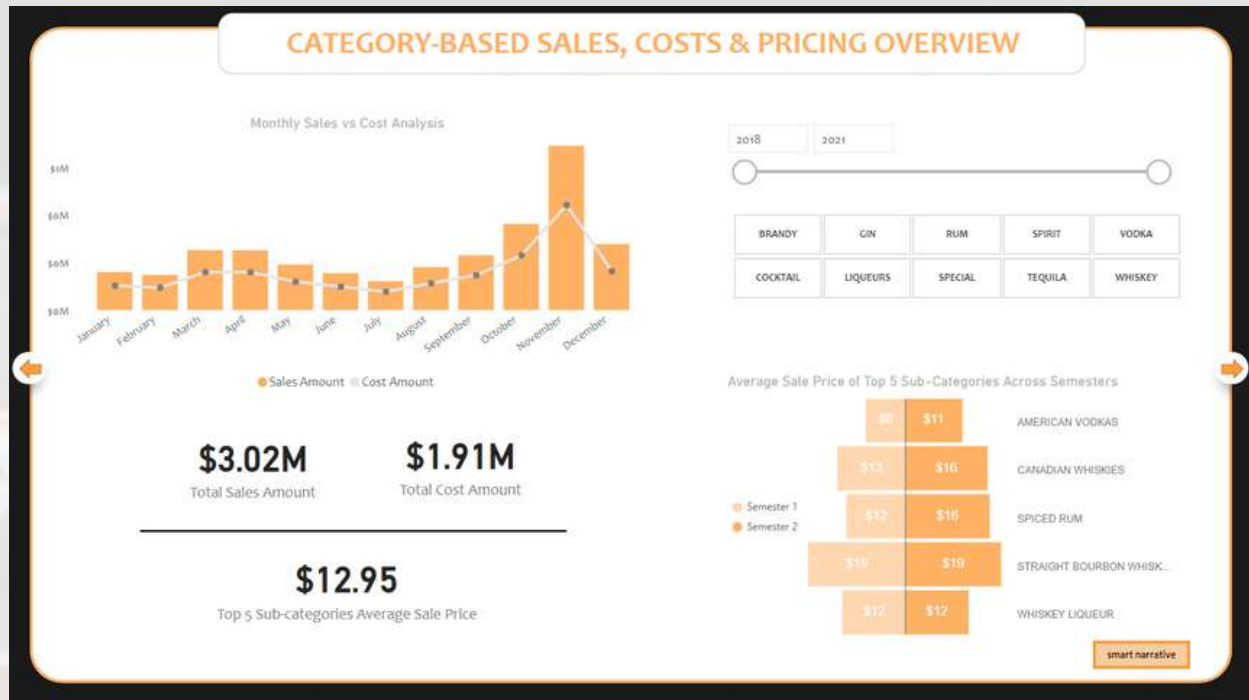 CATEGORY-BASED SALES, COSTS & PRICING OVERVIEW
Monthly Sales vs Cost Analysis
$1M
$0M
$0M
$0M
January
February
March
April
May
June
July
August
September
October
November
December
Sales Amount Cost Amount
$3.02M
Total Sales Amount
$1.91M
Total Cost Amount
$12.95
Top 5 Sub-categories Average Sale Price
2018 2021
BRANDY GIN RUM SPIRIT VODKA
COCKTAIL LIQUEURS SPECIAL TEQUILA WHISKEY
Average Sale Price of Top 5 Sub-Categories Across Semesters
Semester 1
Semester 2
$11 AMERICAN VODKAS
$13 $16 CANADIAN WHISKIES
$12 $16 SPICED RUM
$19 $19 STRAIGHT BOURBON WHISK...
$12 $12 WHISKEY LIQUEUR
smart narrative